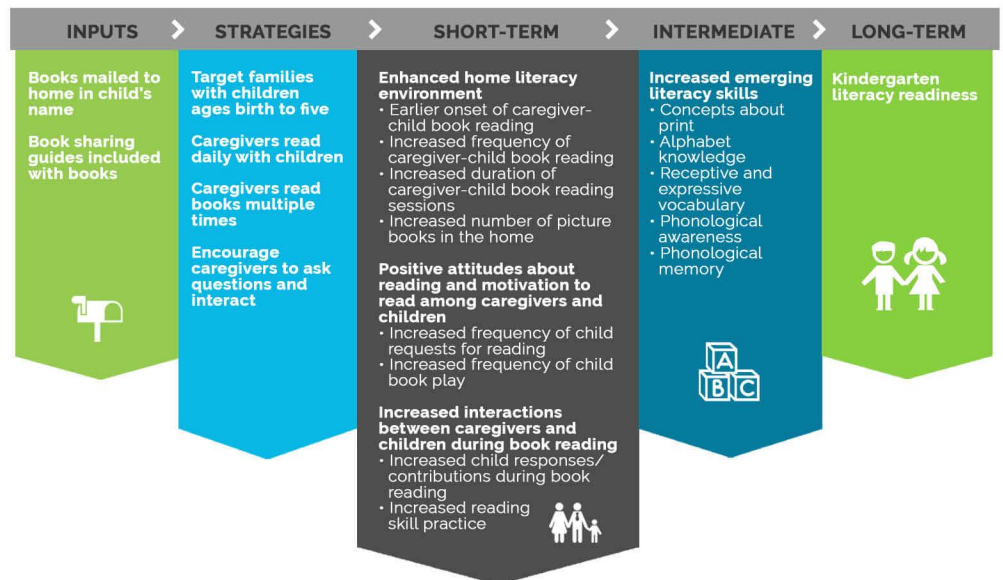 INPUTS
STRATEGIES
SHORT-TERM
INTERMEDIATE
LONG-TERM
Books mailed to
home in child's
name
Book sharing
guides included
with books
Target families
with children
ages birth to five
Caregivers read
daily with children
Caregivers read
books multiple
times
Encourage
caregivers to ask
questions and
interact
Enhanced home literacy
environment
• Earlier onset of caregiver-
child book reading
• Increased frequency of
caregiver-child book reading
• Increased duration of
caregiver-child book reading
sessions
• Increased number of picture
books in the home
Positive attitudes about
reading and motivation to
read among caregivers and
children
• Increased frequency of child
requests for reading
• Increased frequency of child
book play
Increased interactions
between caregivers and
children during book reading
• Increased child responses/
contributions during book
reading
• Increased reading
skill practice
Increased emerging
literacy skills
• Concepts about
print
• Alphabet
knowledge
• Receptive and
expressive
vocabulary
• Phonological
awareness
• Phonological
memory
A
B C
Kindergarten
literacy readiness